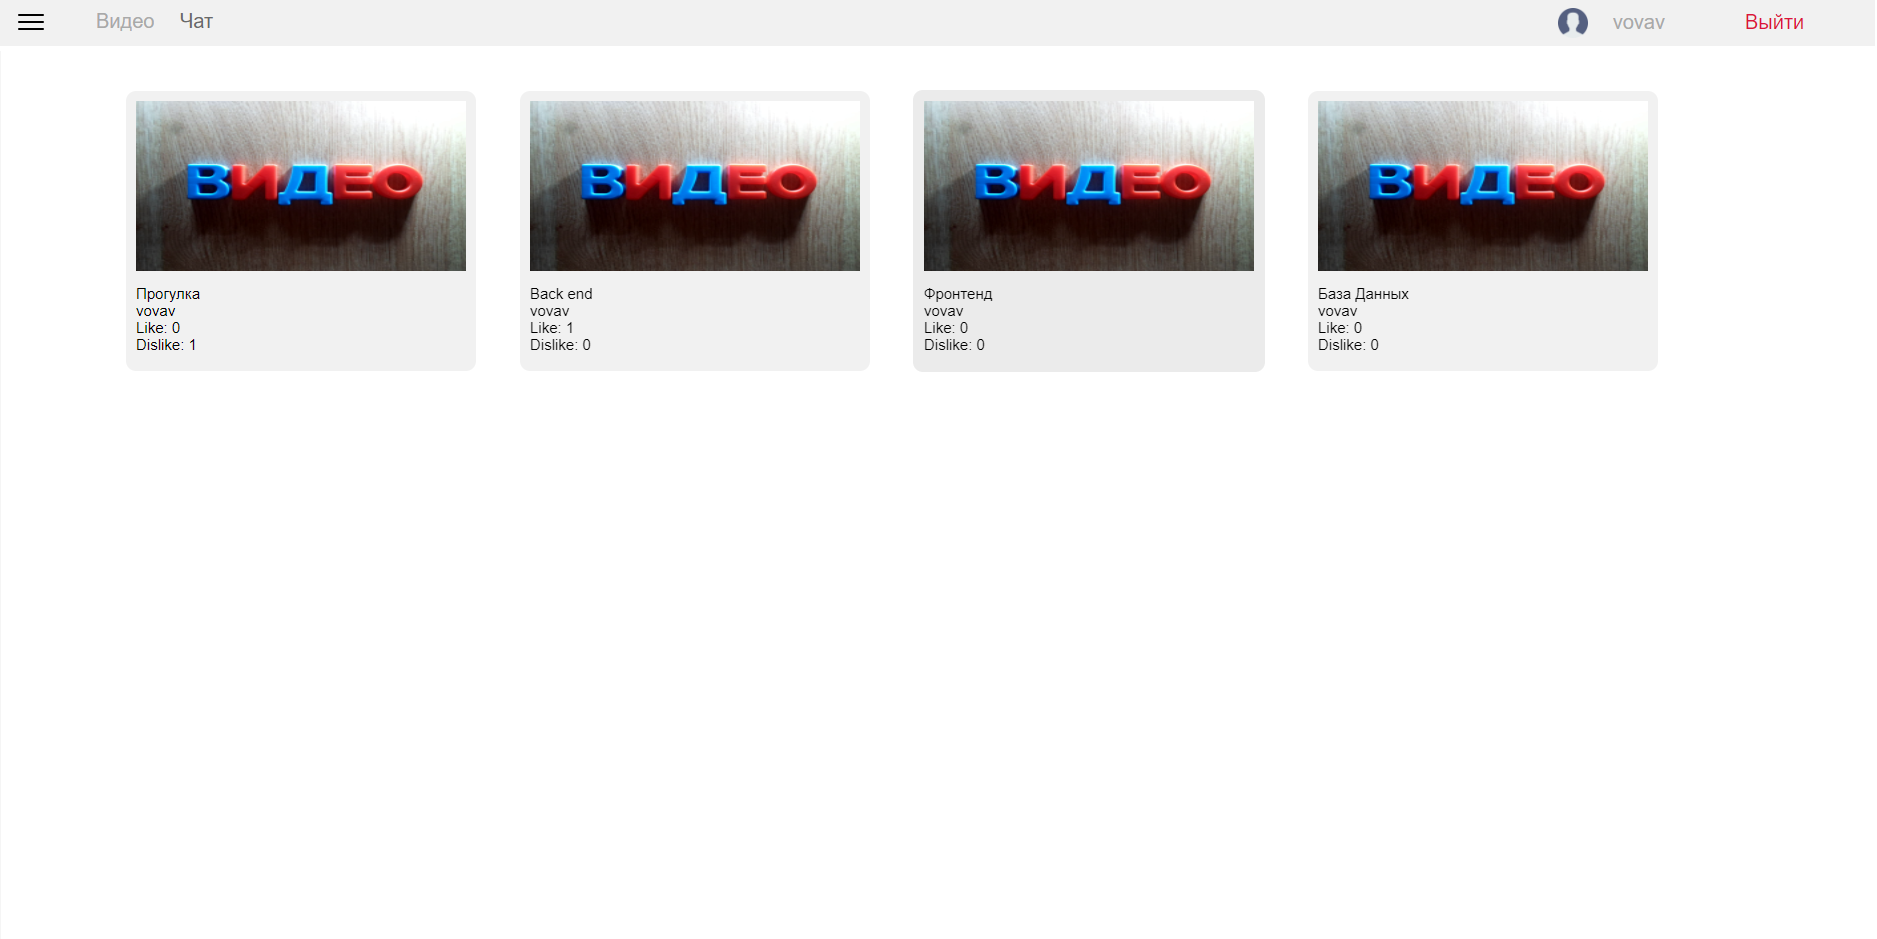 Видео Чат vovav Выйти
ВИДЕО
Прогулка
vovav
Like: 0
Dislike: 1
ВИДЕО
Back end
vovav
Like: 1
Dislike: 0
ВИДЕО
Фронтенд
vovav
Like: 0
Dislike: 0
ВИДЕО
База Данных
vovav
Like: 0
Dislike: 0